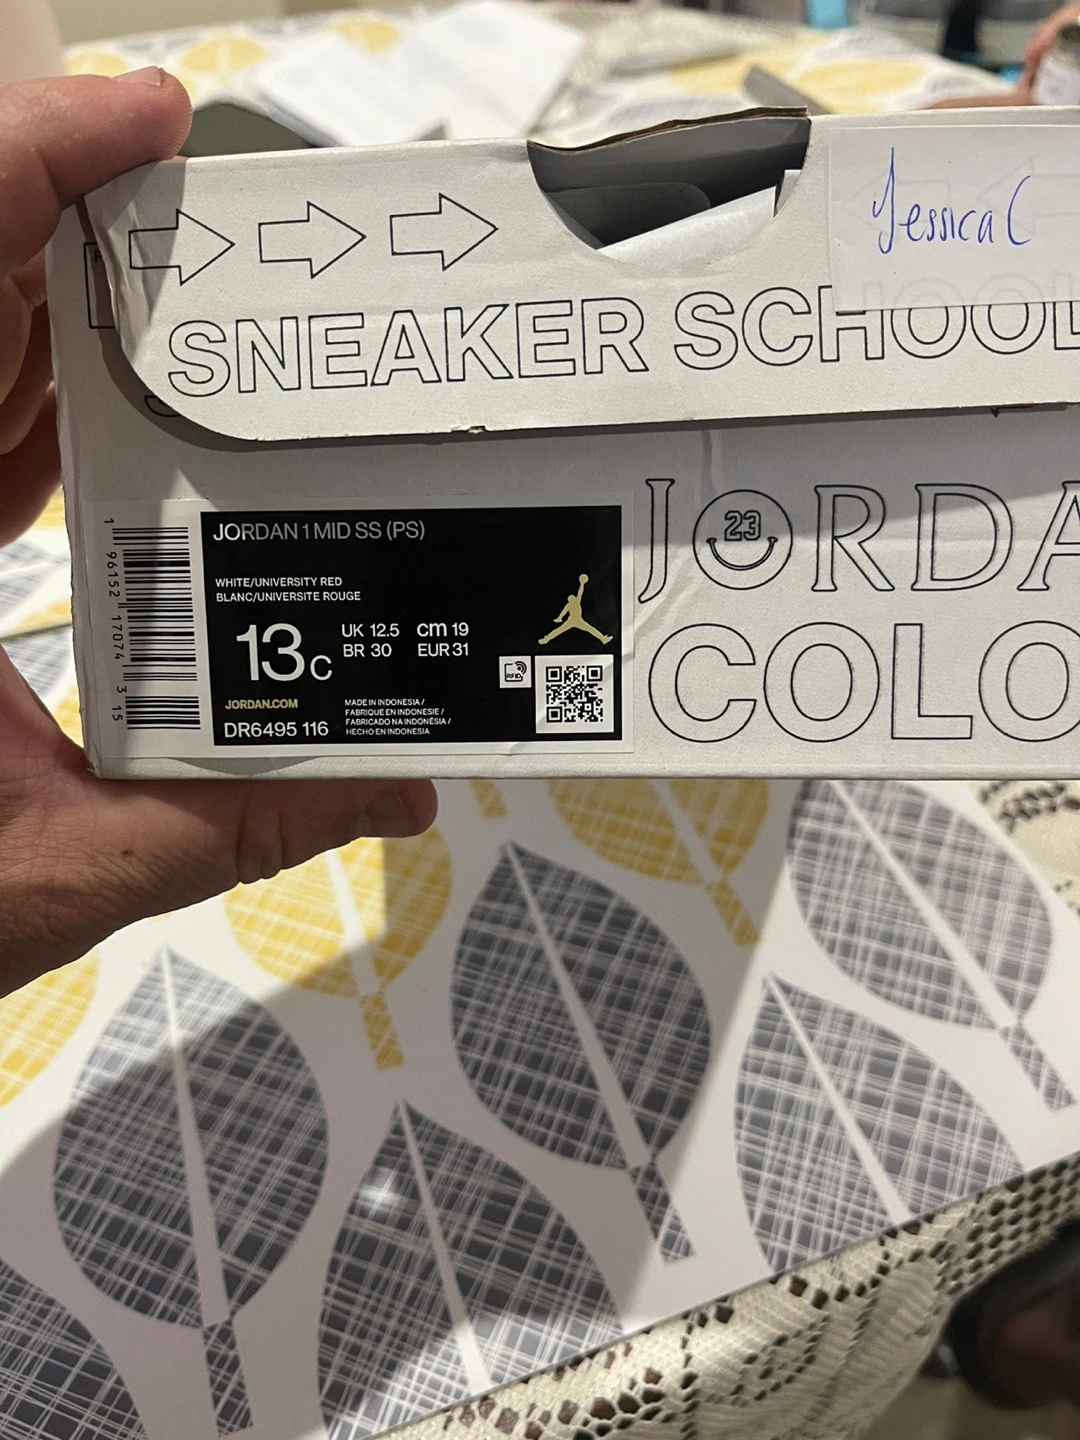 Jessica C
SNEAKER SCHOOL
JORDAN 1 MID SS (PS)
WHITE/UNIVERSITY RED
BLANC/UNIVERSITE ROUGE
13C
UK 12.5 cm 19
BR 30 EUR 31
RFID
JORDAN.COM
DR6495 116
MADE IN INDONESIA /
FABRIQUE EN INDONESIE /
FABRICADO NA INDONÉSIA /
HECHO EN INDONESIA
1 96152 17074 3 15
23
JORDA
COLO